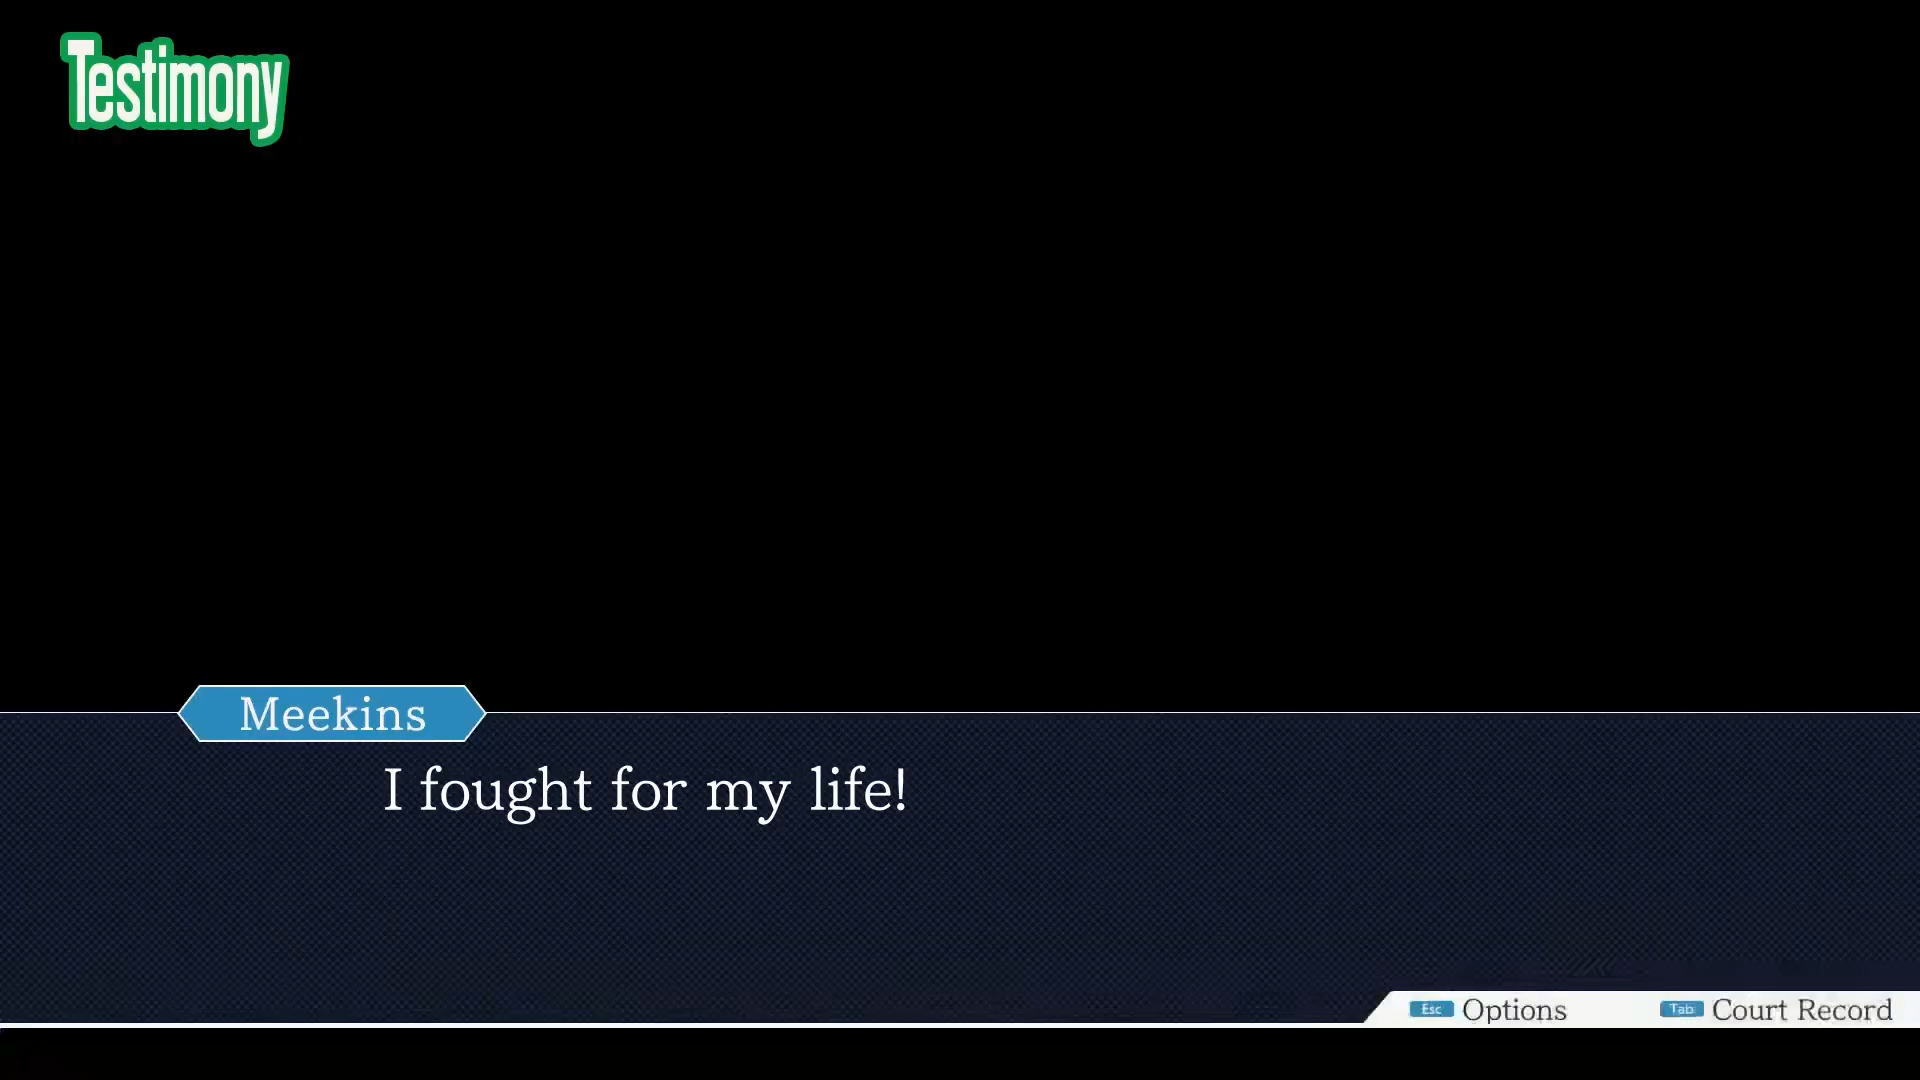 Testimony
Meekins
I fought for my life!
Esc Options
Tab Court Record